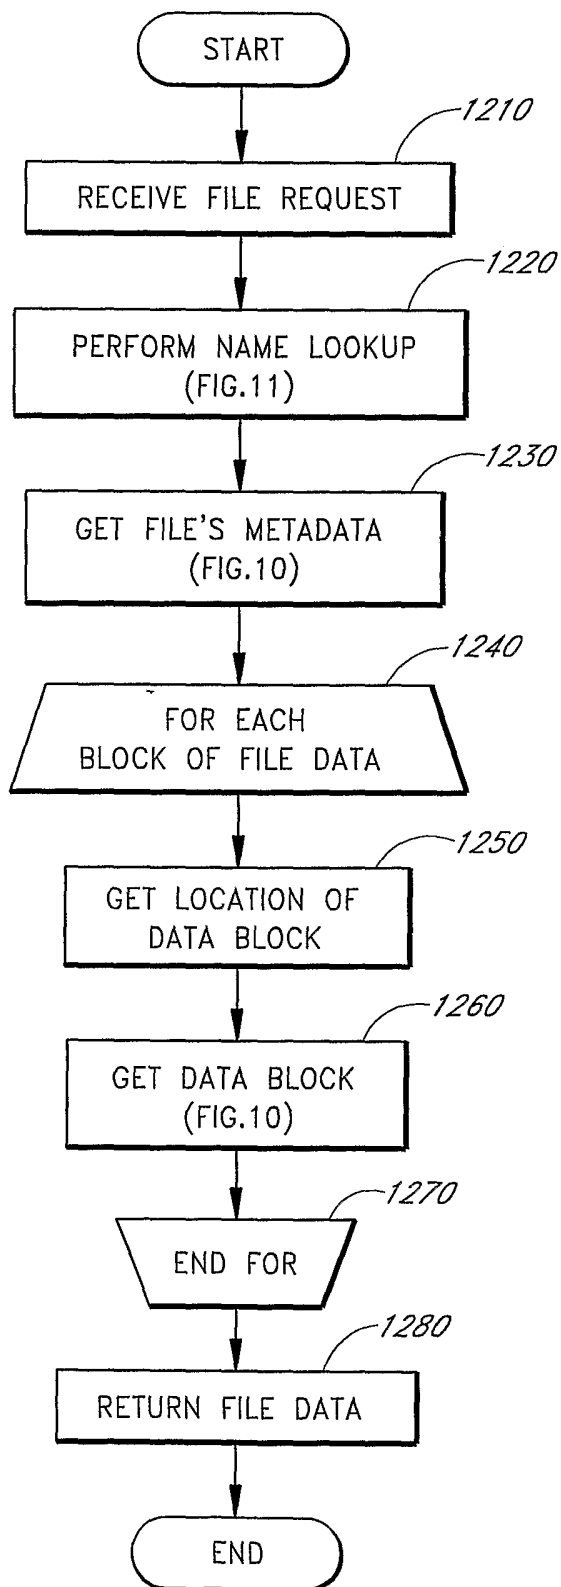 START
1210
RECEIVE FILE REQUEST
1220
PERFORM NAME LOOKUP
(FIG.11)
1230
GET FILE'S METADATA
(FIG.10)
1240
FOR EACH
BLOCK OF FILE DATA
1250
GET LOCATION OF
DATA BLOCK
1260
GET DATA BLOCK
(FIG.10)
1270
END FOR
1280
RETURN FILE DATA
END